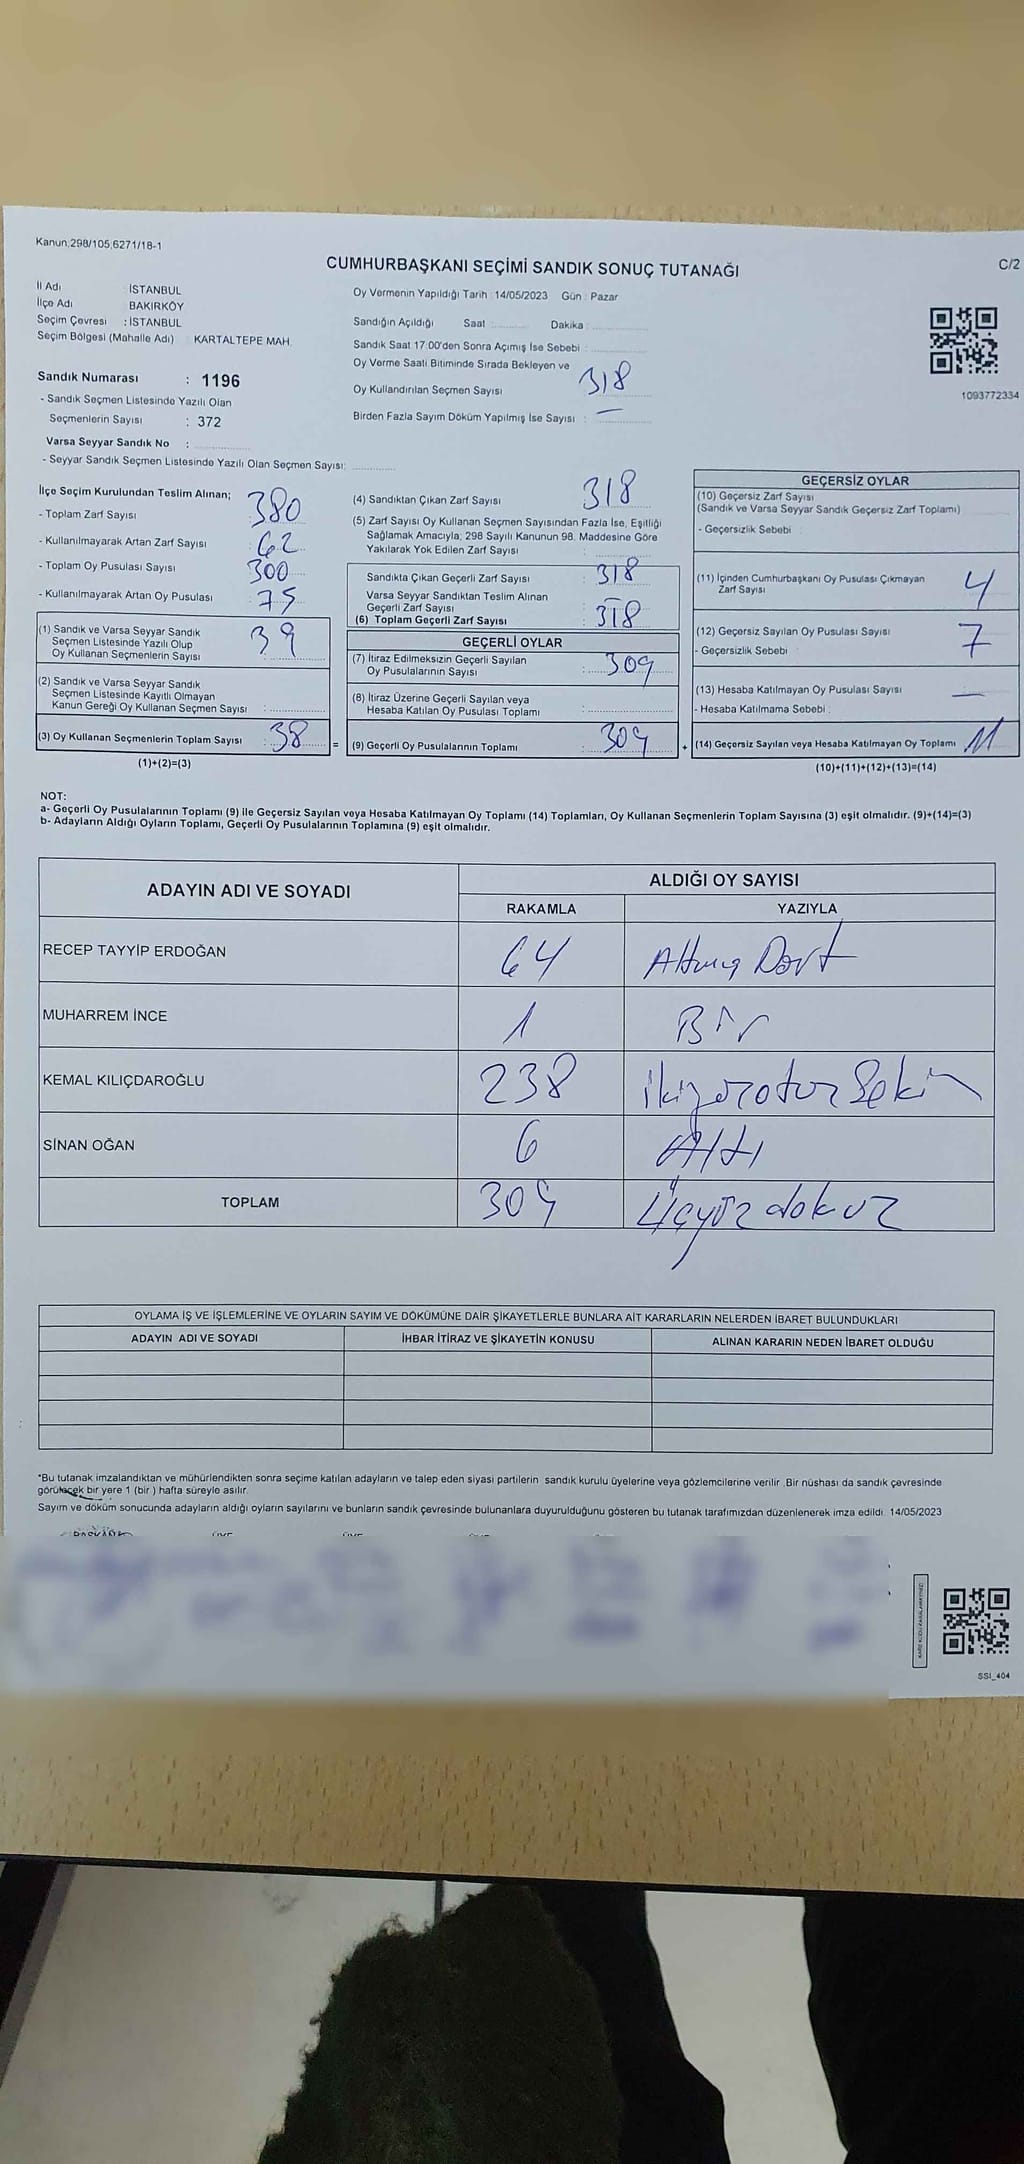 Kanun;298/105,6271/18-1
CUMHURBAŞKANI SEÇİMİ SANDIK SONUÇ TUTANAĞI
C/2
İl Adı İSTANBUL
İlçe Adı BAKIRKÖY
Seçim Çevresi : İSTANBUL
Seçim Bölgesi (Mahalle Adı) : KARTALTEPE MAH.
Oy Vermenin Yapıldığı Tarih : 14/05/2023 Gün : Pazar
Sandığın Açıldığı Saat : Dakika :
Sandık Saat 17:00'den Sonra Açımış İse Sebebi :
Oy Verme Saati Bitiminde Sırada Bekleyen ve
Oy Kullandırılan Seçmen Sayısı 318
Birden Fazla Sayım Döküm Yapılmış İse Sayısı : —
1093772334
Sandık Numarası : 1196
- Sandık Seçmen Listesinde Yazılı Olan
Seçmenlerin Sayısı : 372
Varsa Seyyar Sandık No :
- Seyyar Sandık Seçmen Listesinde Yazılı Olan Seçmen Sayısı:
İlçe Seçim Kurulundan Teslim Alınan;
- Toplam Zarf Sayısı : 380
- Kullanılmayarak Artan Zarf Sayısı : 62
- Toplam Oy Pusulası Sayısı : 300
- Kullanılmayarak Artan Oy Pusulası : 75
(1) Sandık ve Varsa Seyyar Sandık
Seçmen Listesinde Yazılı Olup
Oy Kullanan Seçmenlerin Sayısı : 39
(2) Sandık ve Varsa Seyyar Sandık
Seçmen Listesinde Kayıtlı Olmayan
Kanun Gereği Oy Kullanan Seçmen Sayısı :
(3) Oy Kullanan Seçmenlerin Toplam Sayısı : 38
(1)+(2)=(3)
=
(4) Sandıktan Çıkan Zarf Sayısı 318
(5) Zarf Sayısı Oy Kullanan Seçmen Sayısından Fazla İse, Eşitliği
Sağlamak Amacıyla; 298 Sayılı Kanunun 98. Maddesine Göre
Yakılarak Yok Edilen Zarf Sayısı :
Sandıkta Çıkan Geçerli Zarf Sayısı : 318
Varsa Seyyar Sandıktan Teslim Alınan
Geçerli Zarf Sayısı : —
(6) Toplam Geçerli Zarf Sayısı : 318
GEÇERLİ OYLAR
(7) İtiraz Edilmeksizin Geçerli Sayılan
Oy Pusulalarının Sayısı : 309
(8) İtiraz Üzerine Geçerli Sayılan veya
Hesaba Katılan Oy Pusulası Toplamı :
(9) Geçerli Oy Pusulalarının Toplamı : 309
+
GEÇERSİZ OYLAR
(10) Geçersiz Zarf Sayısı
(Sandık ve Varsa Seyyar Sandık Geçersiz Zarf Toplamı)
- Geçersizlik Sebebi :
(11) İçinden Cumhurbaşkanı Oy Pusulası Çıkmayan
Zarf Sayısı 4
(12) Geçersiz Sayılan Oy Pusulası Sayısı 7
- Geçersizlik Sebebi :
(13) Hesaba Katılmayan Oy Pusulası Sayısı —
- Hesaba Katılmama Sebebi :
(14) Geçersiz Sayılan veya Hesaba Katılmayan Oy Toplamı 11
(10)+(11)+(12)+(13)=(14)
NOT:
a- Geçerli Oy Pusulalarının Toplamı (9) ile Geçersiz Sayılan veya Hesaba Katılmayan Oy Toplamı (14) Toplamları, Oy Kullanan Seçmenlerin Toplam Sayısına (3) eşit olmalıdır. (9)+(14)=(3)
b- Adayların Aldığı Oyların Toplamı, Geçerli Oy Pusulalarının Toplamına (9) eşit olmalıdır.
ADAYIN ADI VE SOYADI
ALDIĞI OY SAYISI
RAKAMLA YAZIYLA
RECEP TAYYİP ERDOĞAN 64 Altmış Dört
MUHARREM İNCE 1 Bir
KEMAL KILIÇDAROĞLU 238 ikiyüzotuz Sekiz
SİNAN OĞAN 6 Altı
TOPLAM 309 Üçyüz dokuz
OYLAMA İŞ VE İŞLEMLERİNE VE OYLARIN SAYIM VE DÖKÜMÜNE DAİR ŞİKAYETLERLE BUNLARA AİT KARARLARIN NELERDEN İBARET BULUNDUKLARI
ADAYIN ADI VE SOYADI İHBAR İTİRAZ VE ŞİKAYETİN KONUSU ALINAN KARARIN NEDEN İBARET OLDUĞU
*Bu tutanak imzalandıktan ve mühürlendikten sonra seçime katılan adayların ve talep eden siyasi partilerin sandık kurulu üyelerine veya gözlemcilerine verilir. Bir nüshası da sandık çevresinde
görülecek bir yere 1 (bir) hafta süreyle asılır.
Sayım ve döküm sonucunda adayların aldığı oyların sayılarını ve bunların sandık çevresinde bulunanlara duyurulduğunu gösteren bu tutanak tarafımızdan düzenlenerek imza edildi. 14/05/2023
BAŞKAN
SSI_404